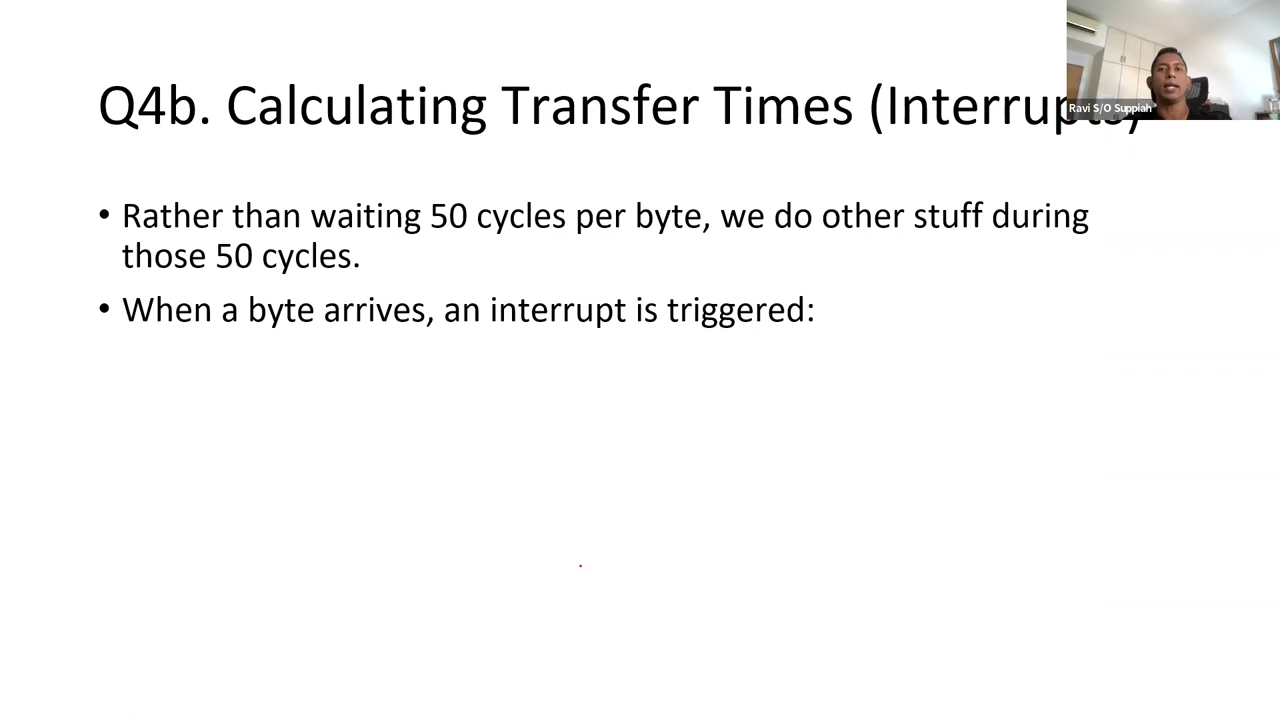 Q4b. Calculating Transfer Times (Interrupts)
Ravi S/O Suppiah
• Rather than waiting 50 cycles per byte, we do other stuff during
those 50 cycles.
• When a byte arrives, an interrupt is triggered: